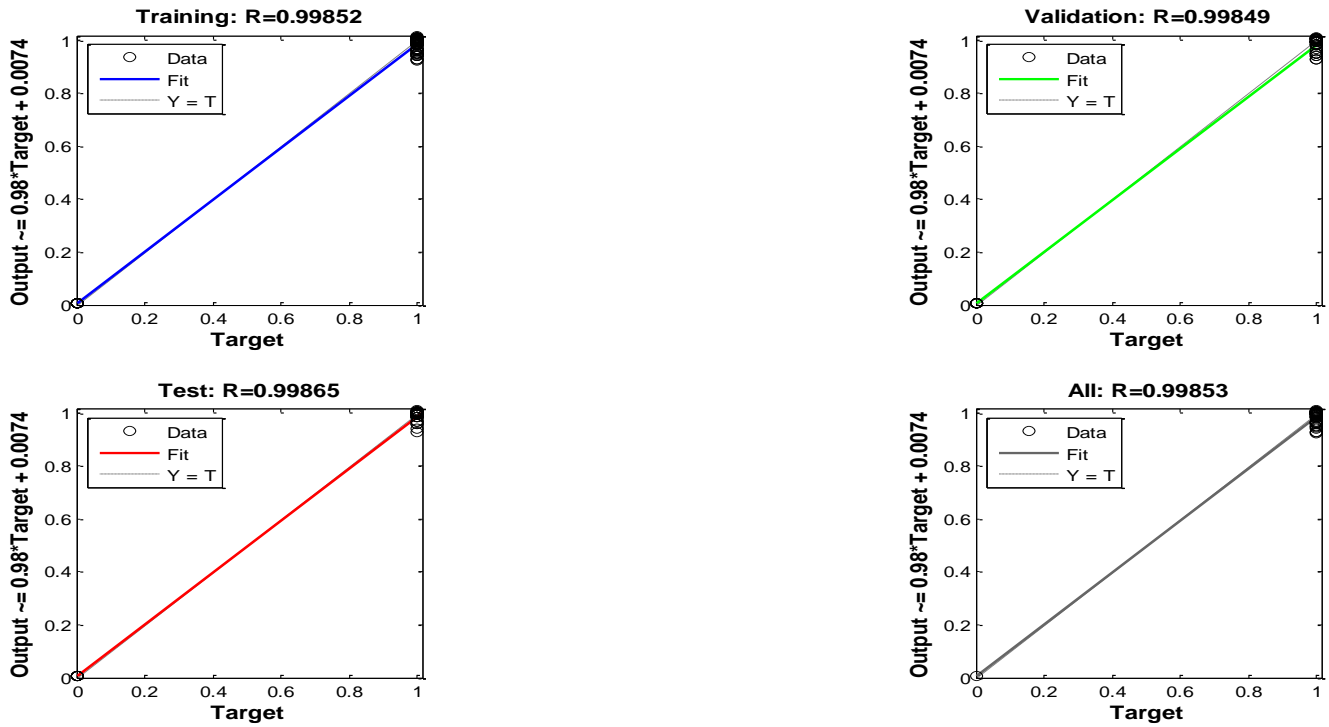 Training: R=0.99852
Output ~= 0.98*Target + 0.0074
1
0.8
0.6
0.4
0.2
0
Data
Fit
Y = T
0 0.2 0.4 0.6 0.8 1
Target
Validation: R=0.99849
Output ~= 0.98*Target + 0.0074
1
0.8
0.6
0.4
0.2
0
Data
Fit
Y = T
0 0.2 0.4 0.6 0.8 1
Target
Test: R=0.99865
Output ~= 0.98*Target + 0.0074
1
0.8
0.6
0.4
0.2
0
Data
Fit
Y = T
0 0.2 0.4 0.6 0.8 1
Target
All: R=0.99853
Output ~= 0.98*Target + 0.0074
1
0.8
0.6
0.4
0.2
0
Data
Fit
Y = T
0 0.2 0.4 0.6 0.8 1
Target